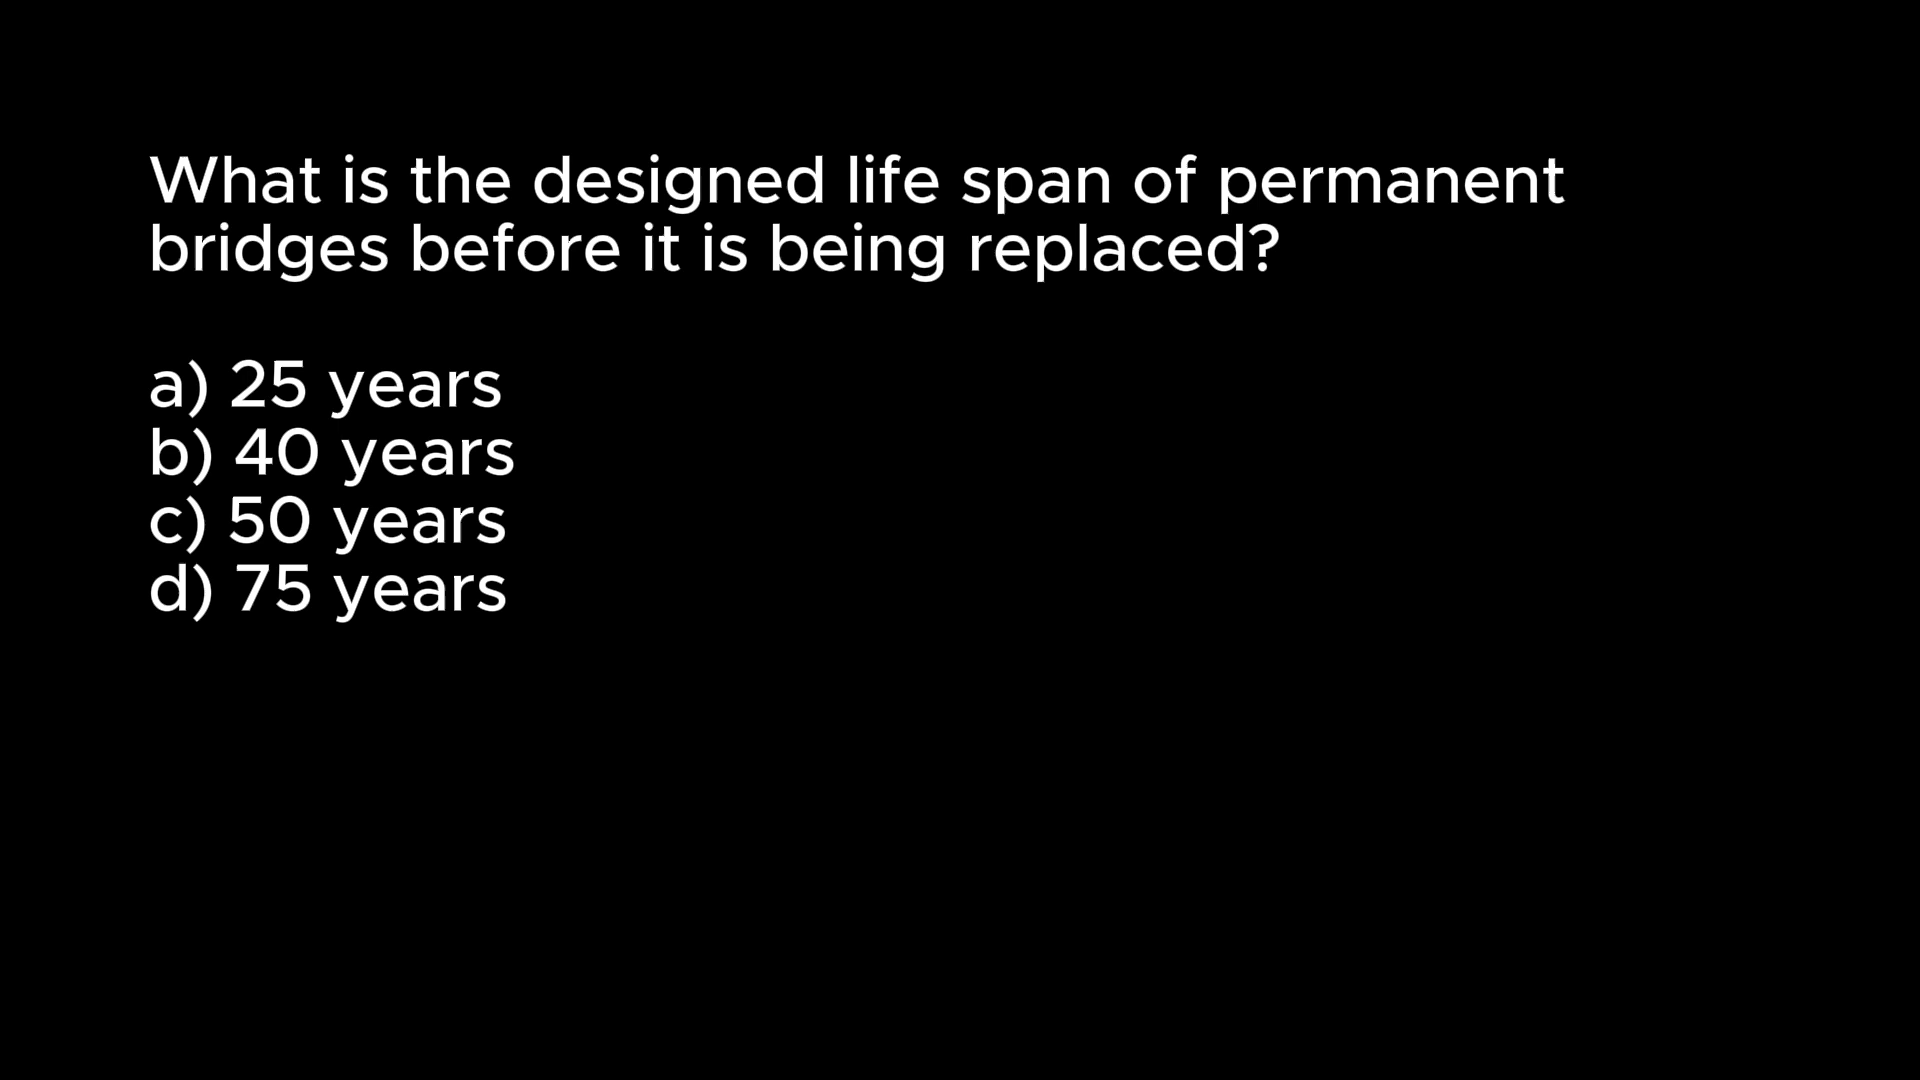 What is the designed life span of permanent
bridges before it is being replaced?
a) 25 years
b) 40 years
c) 50 years
d) 75 years